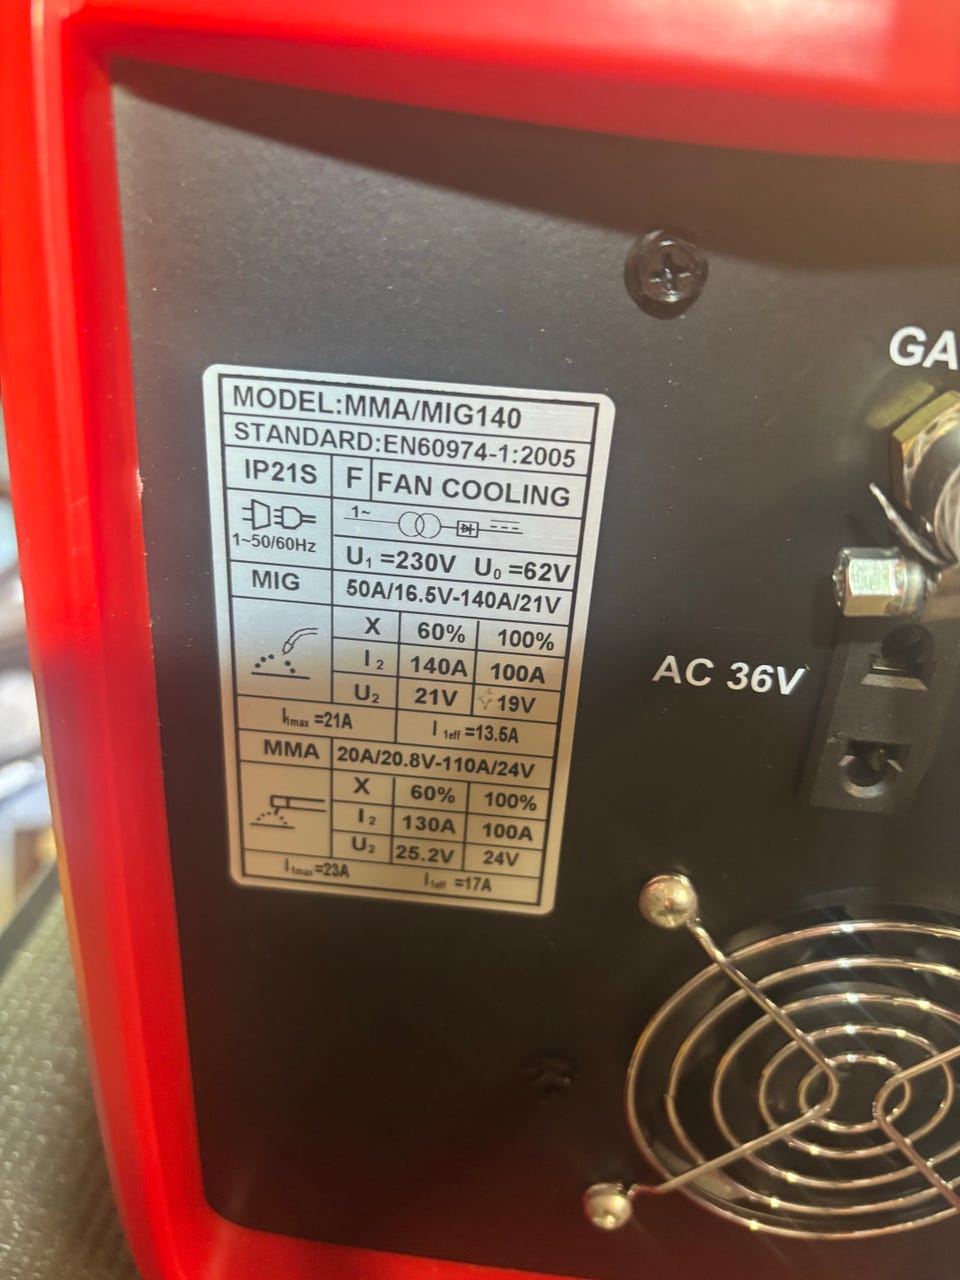 MODEL:MMA/MIG140
STANDARD:EN60974-1:2005
IP21S F FAN COOLING
1~
1~50/60Hz
U1 =230V U0 =62V
MIG 50A/16.5V-140A/21V
X 60% 100%
I2 140A 100A
U2 21V 19V
I1max =21A I1eff =13.5A
MMA 20A/20.8V-110A/24V
X 60% 100%
I2 130A 100A
U2 25.2V 24V
I1max =23A I1eff =17A
GA
AC 36V